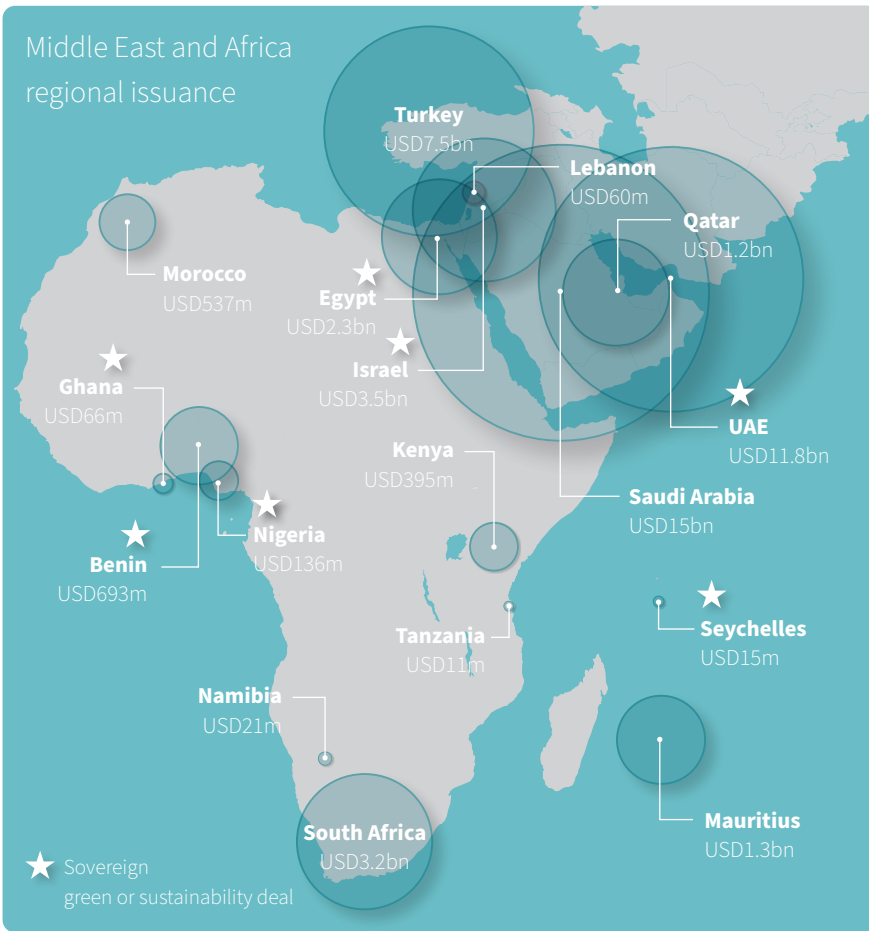 Middle East and Africa
regional issuance
Turkey
USD7.5bn
Lebanon
USD60m
Qatar
USD1.2bn
Morocco
USD537m
Egypt
USD2.3bn
Israel
USD3.5bn
Ghana
USD66m
UAE
USD11.8bn
Kenya
USD395m
Saudi Arabia
USD15bn
Nigeria
USD136m
Benin
USD693m
Tanzania
USD11m
Seychelles
USD15m
Namibia
USD21m
South Africa
USD3.2bn
Mauritius
USD1.3bn
Sovereign
green or sustainability deal